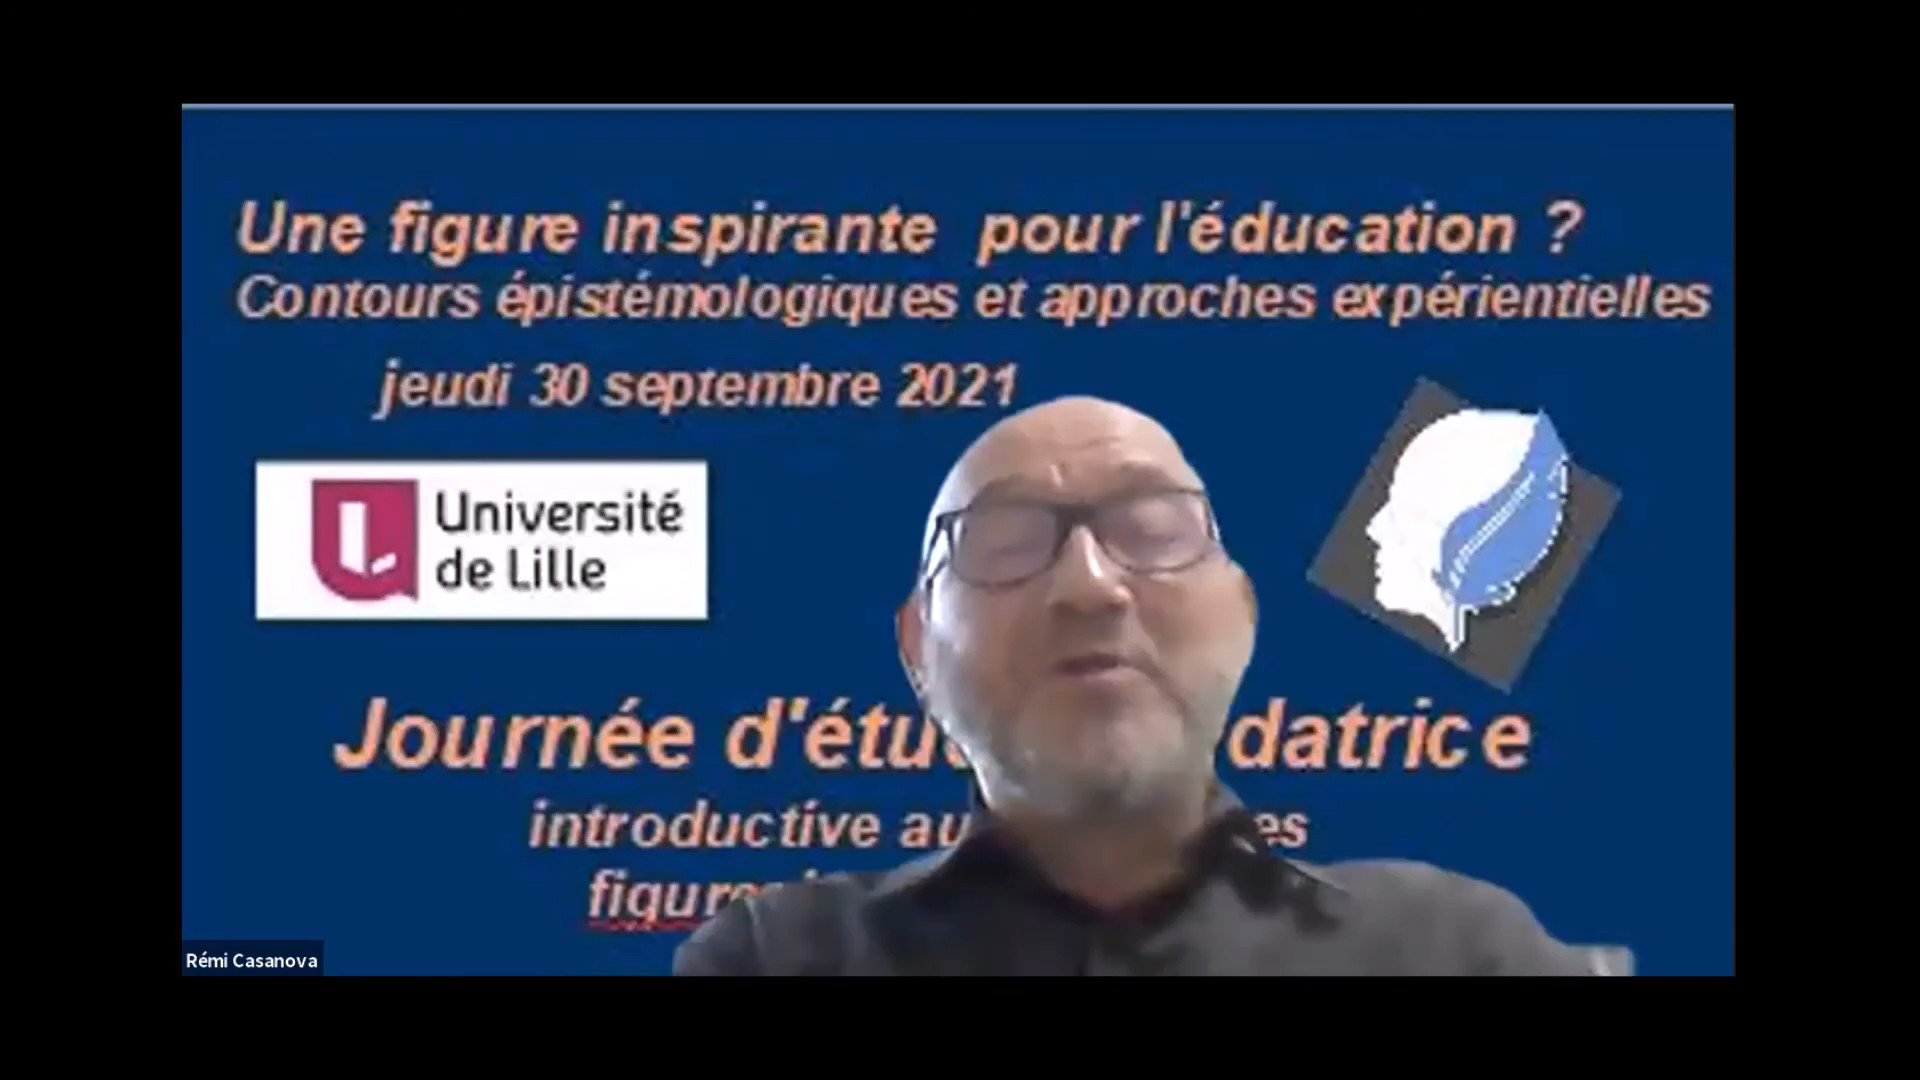 Une figure inspirante pour l'éducation ?
Contours épistémologiques et approches expérientielles
jeudi 30 septembre 2021
Université
de Lille
Journée d'étu datrice
introductive au es
figure
Rémi Casanova